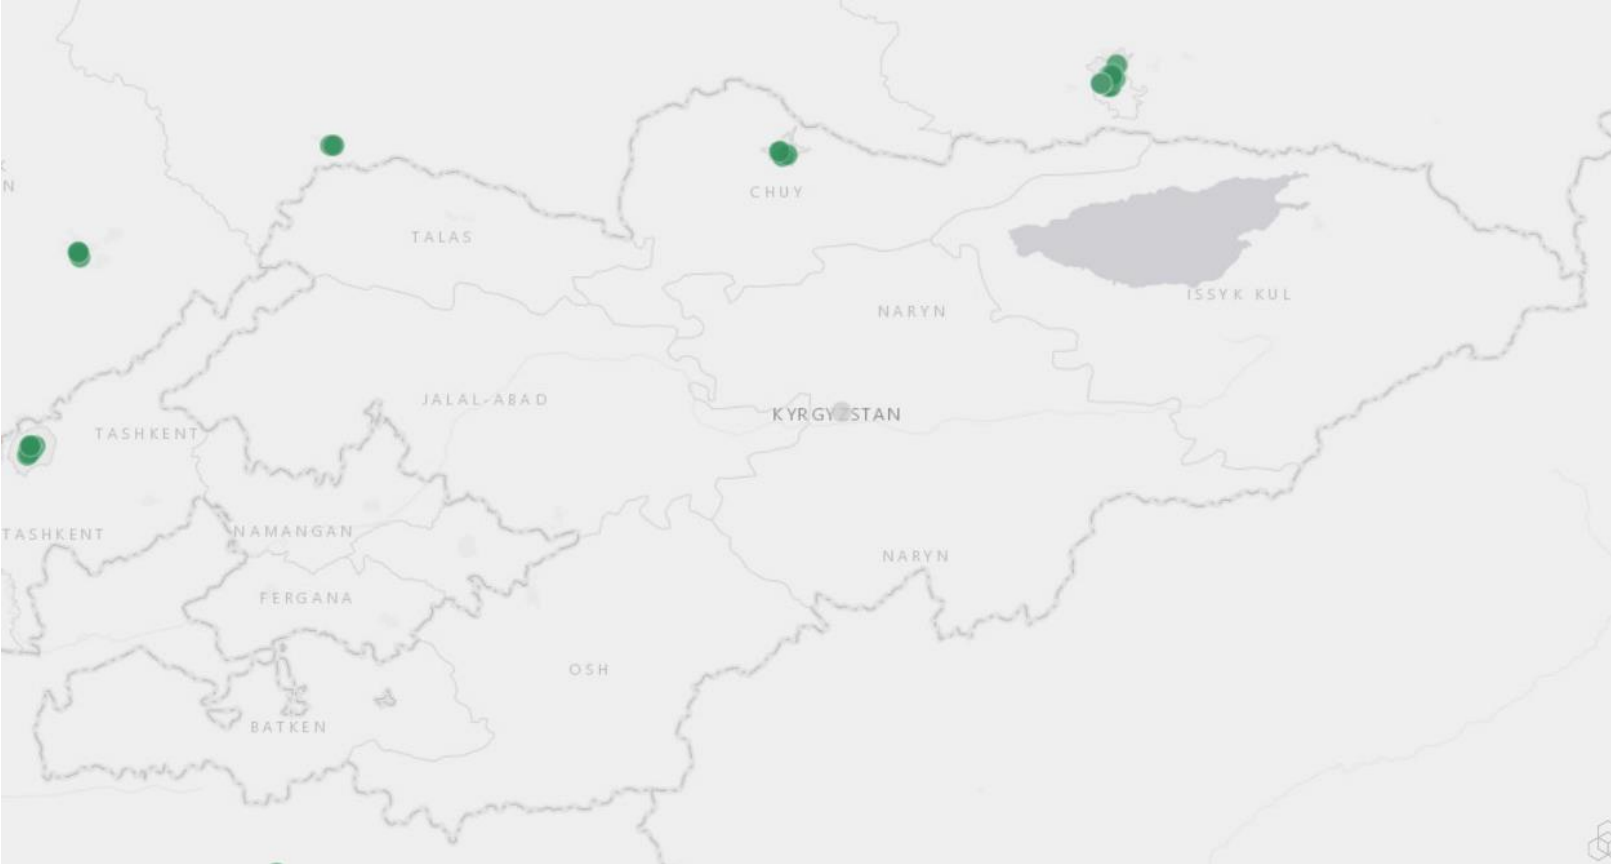 K
N
CHUY
TALAS
ISSYK KUL
NARYN
JALAL-ABAD
KYRGYZSTAN
TASHKENT
TASHKENT
NAMANGAN
NARYN
FERGANA
OSH
BATKEN